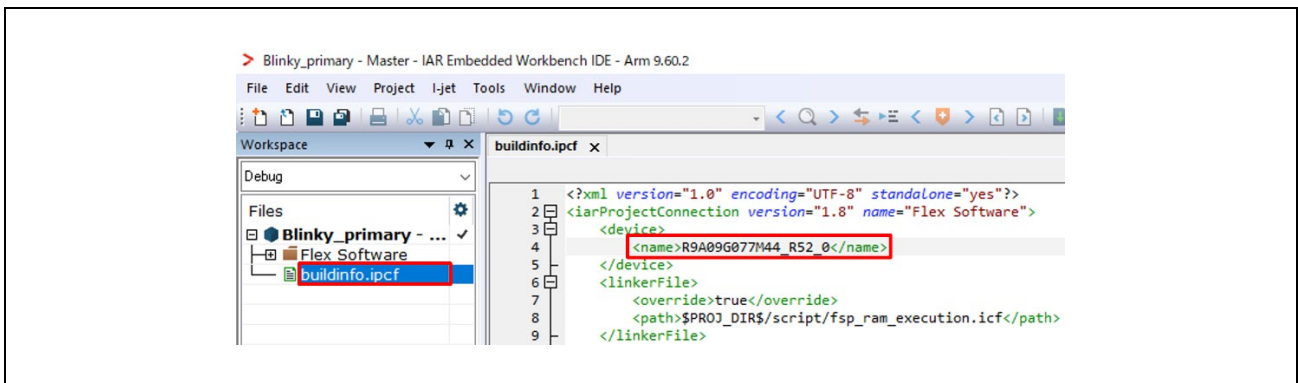 Blinky_primary - Master - IAR Embedded Workbench IDE - Arm 9.60.2
File Edit View Project I-jet Tools Window Help
Workspace
Debug
Files
Blinky_primary - ...
Flex Software
buildinfo.ipcf
buildinfo.ipcf
1 <?xml version="1.0" encoding="UTF-8" standalone="yes"?>
2 <iarProjectConnection version="1.8" name="Flex Software">
3 <device>
4 <name>R9A09G077M44_R52_0</name>
5 </device>
6 <linkerFile>
7 <override>true</override>
8 <path>$PROJ_DIR$/script/fsp_ram_execution.icf</path>
9 </linkerFile>